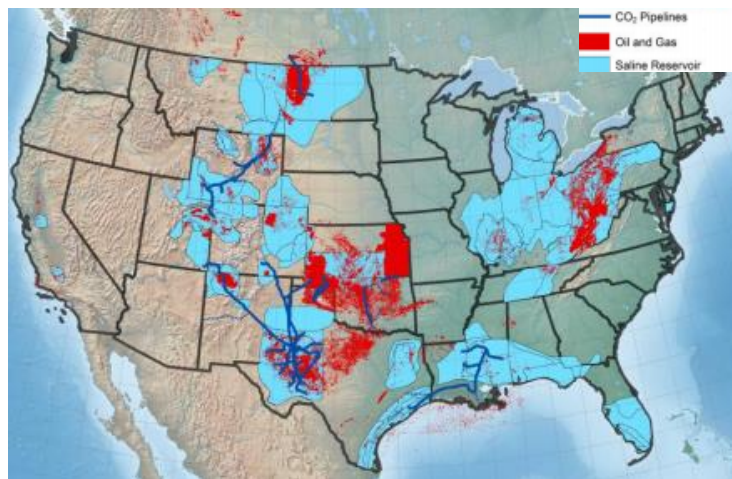 CO₂ Pipelines
Oil and Gas
Saline Reservoir